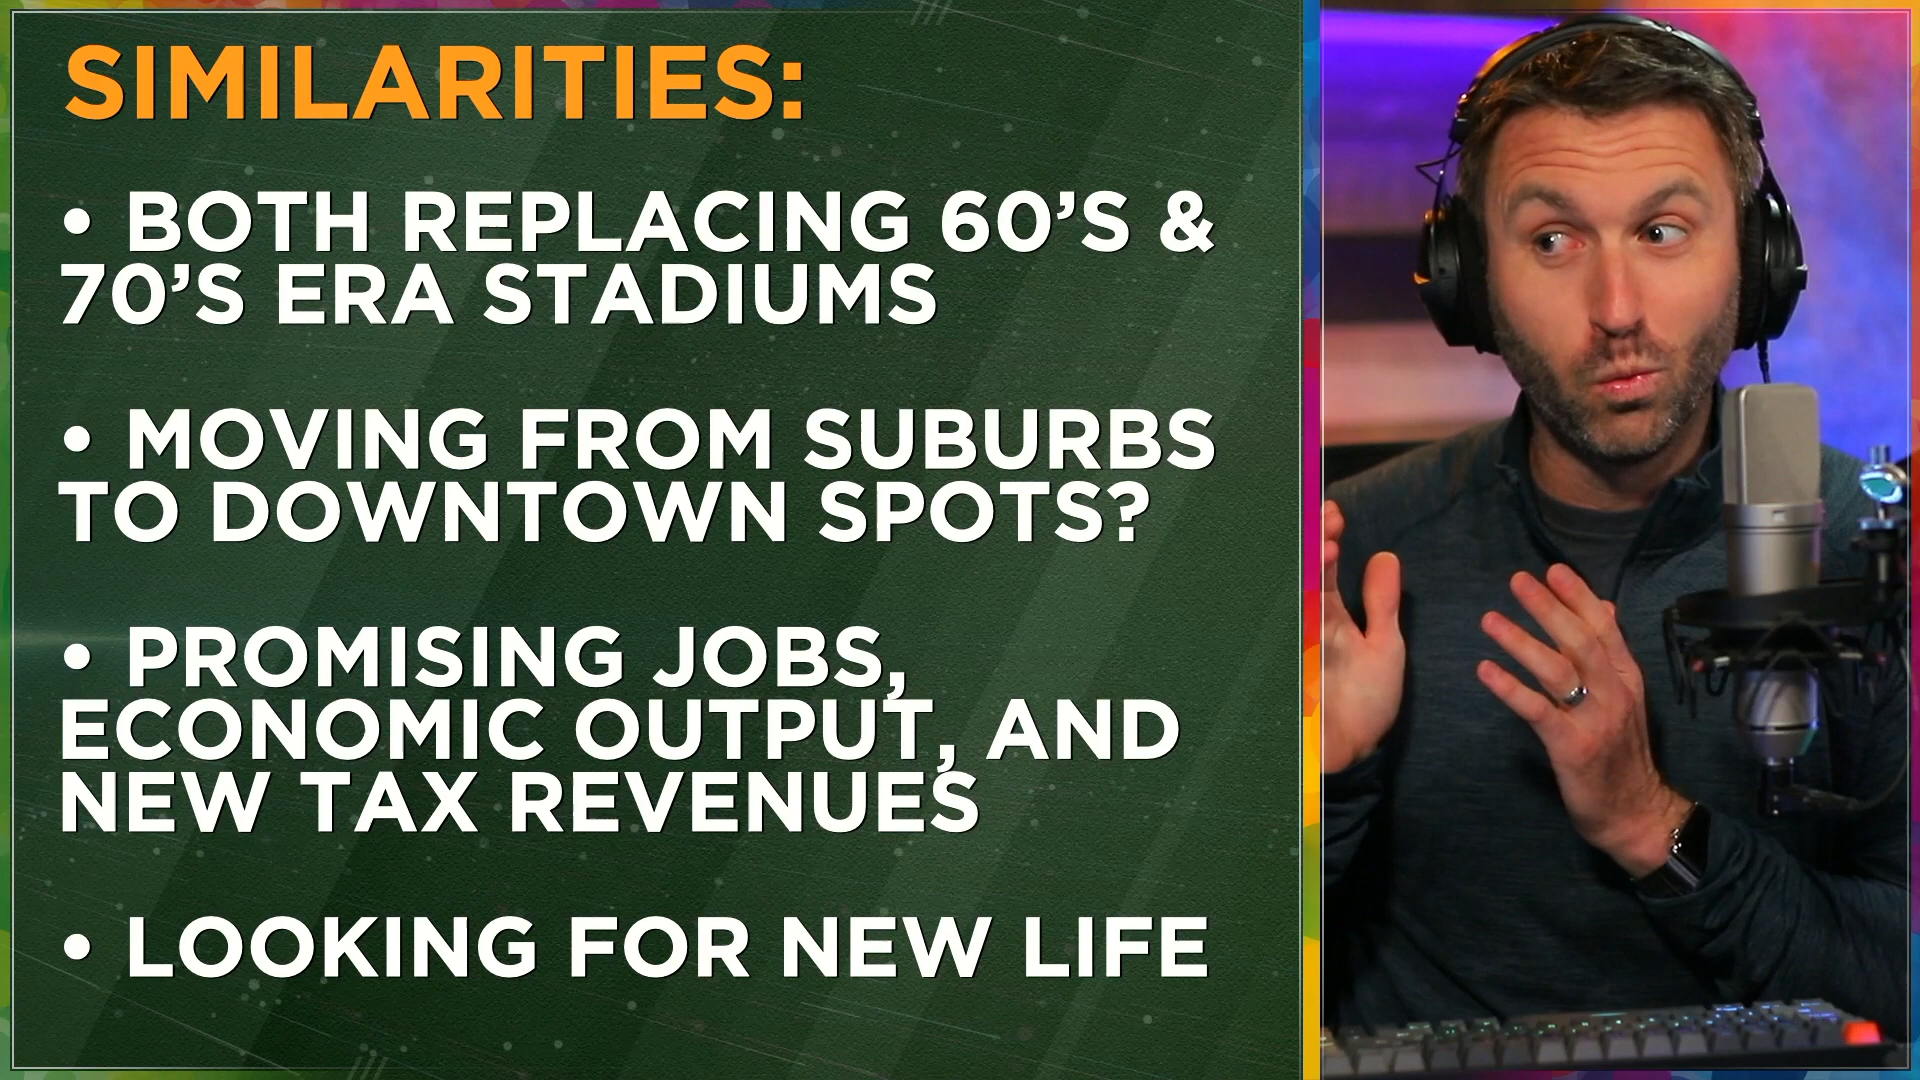 SIMILARITIES:
• BOTH REPLACING 60’S &
70’S ERA STADIUMS
• MOVING FROM SUBURBS
TO DOWNTOWN SPOTS?
• PROMISING JOBS,
ECONOMIC OUTPUT, AND
NEW TAX REVENUES
• LOOKING FOR NEW LIFE